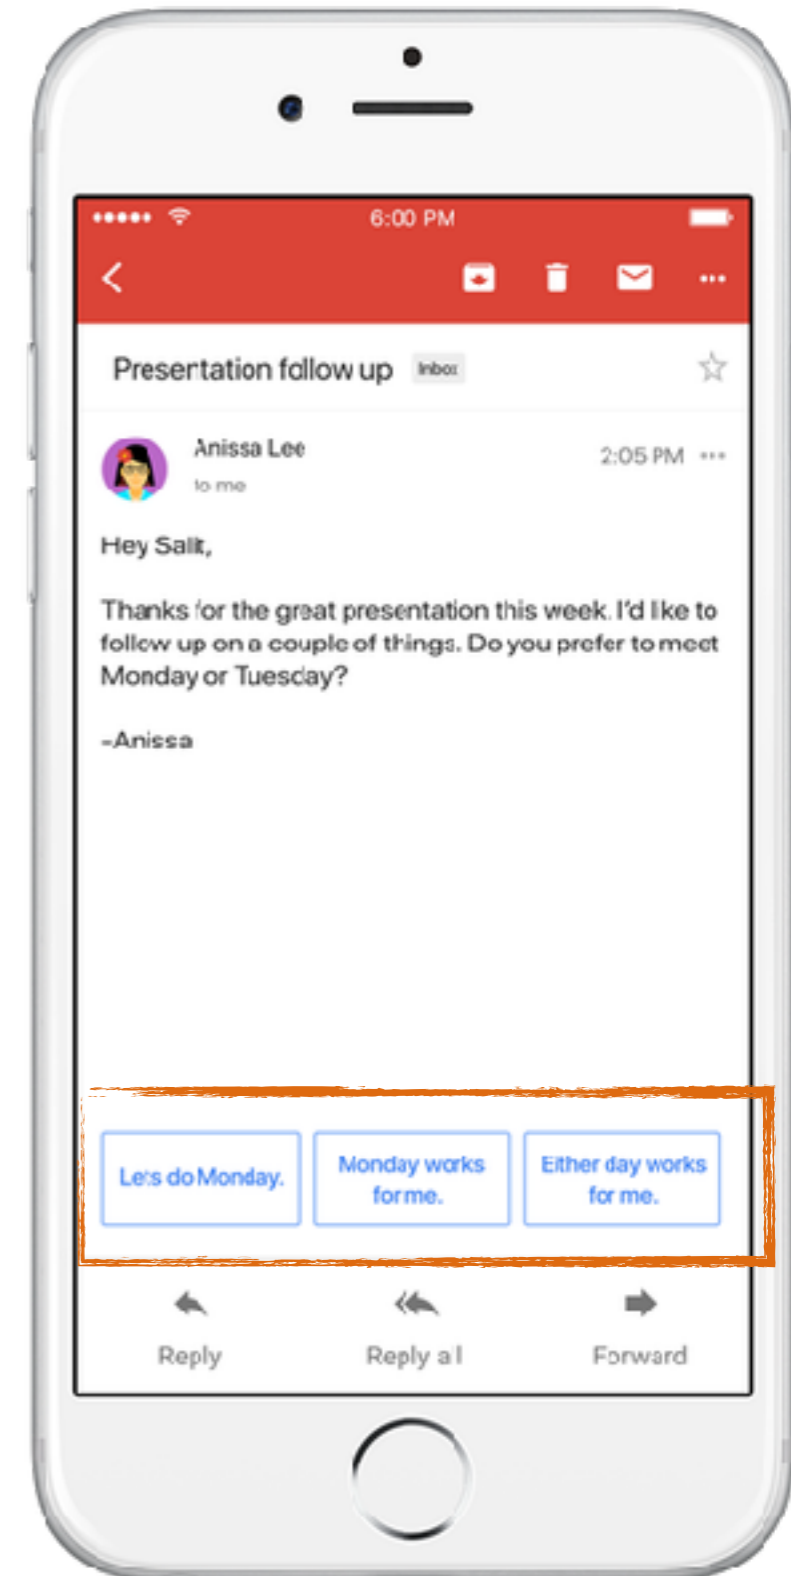 6:00 PM
Presentation follow up Inbox
Anissa Lee 2:05 PM
to me
Hey
Thanks for the great presentation this week. I'd like to
follow up on a couple of things. Do you prefer to meet
Monday or Tuesday?
-Anissa
Lets do Monday.
Monday works
for me.
Either day works
for me.
Reply Reply all Forward